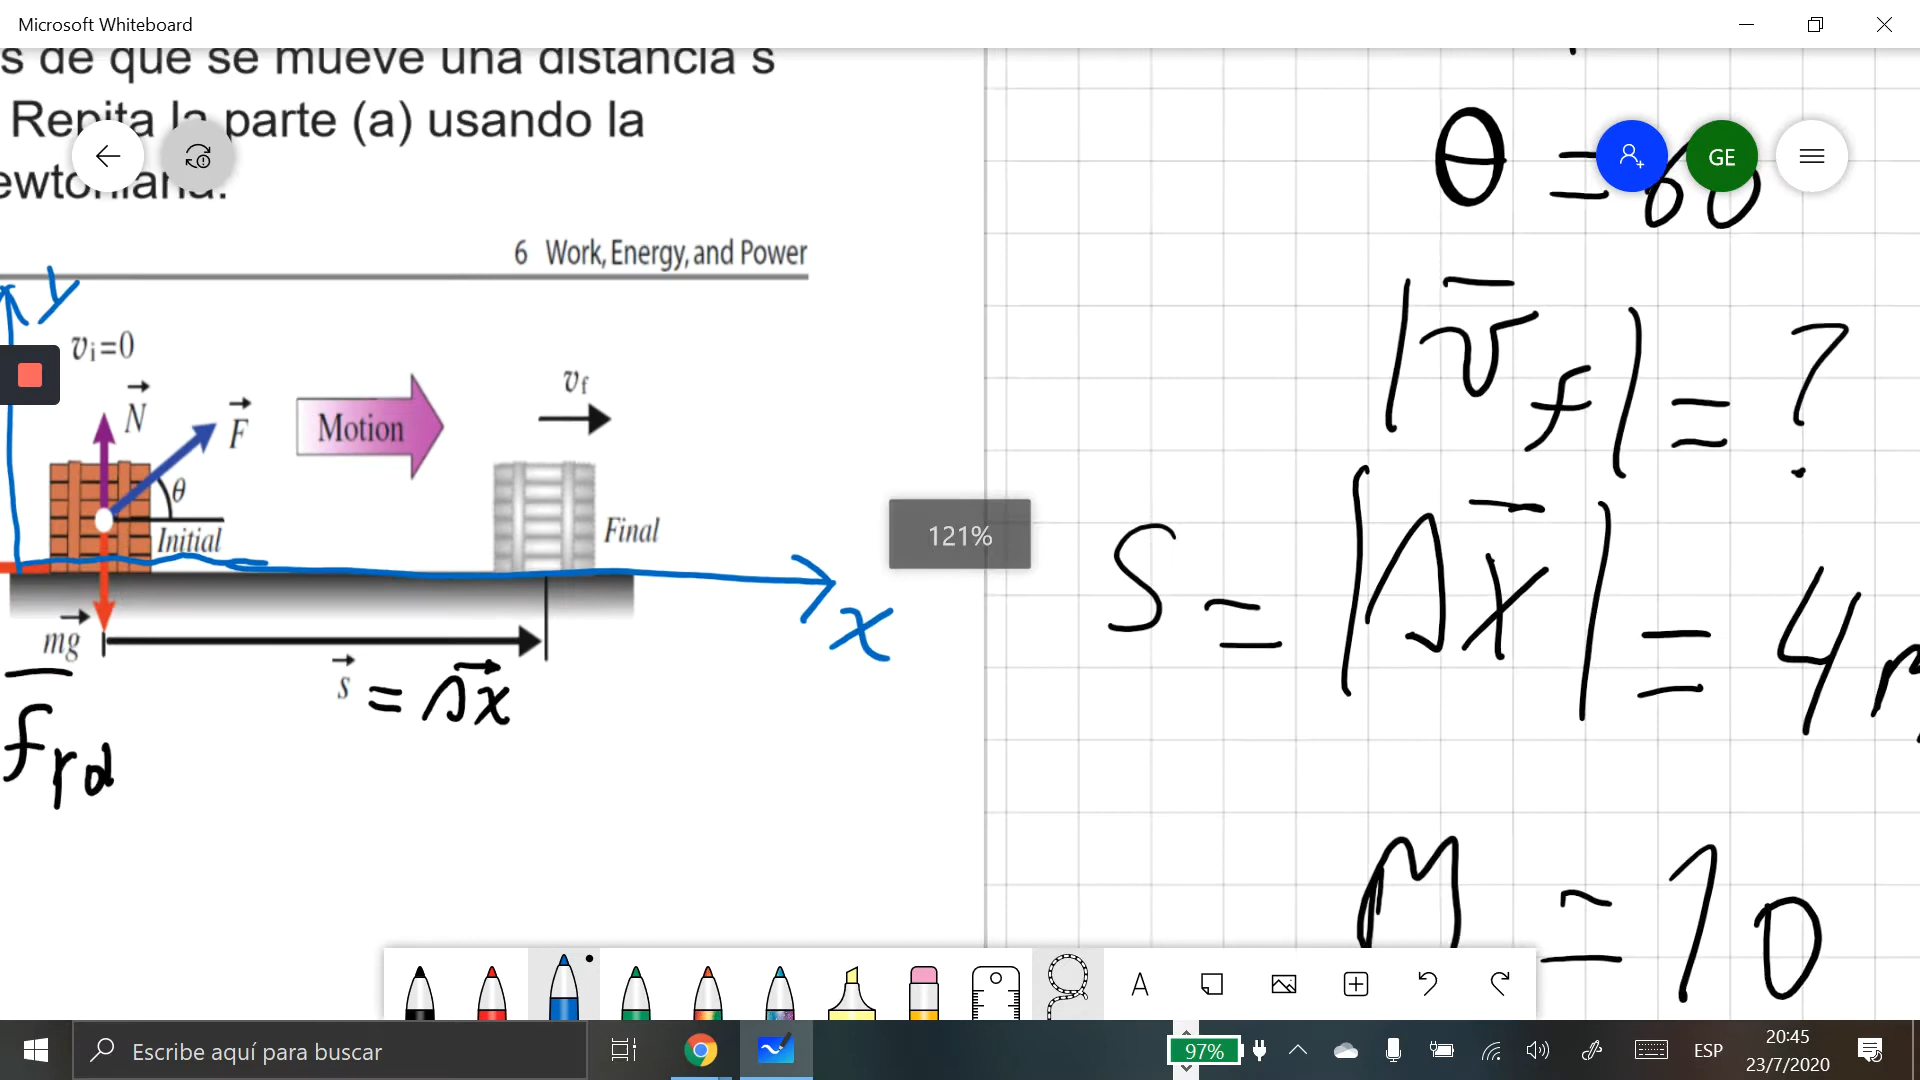 Microsoft Whiteboard
s de que se mueve una distancia s
Repita la parte (a) usando la
ewtoniana.
6 Work, Energy, and Power
y
vi=0
N
F
θ
Motion
vf
Initial
Final
mg
s = Δx
x
frd
θ = 60
GE
|vf| = ?
121%
S = |Δx| = 4 m
M = 10
A
Escribe aquí para buscar
97%
ESP
20:45
23/7/2020